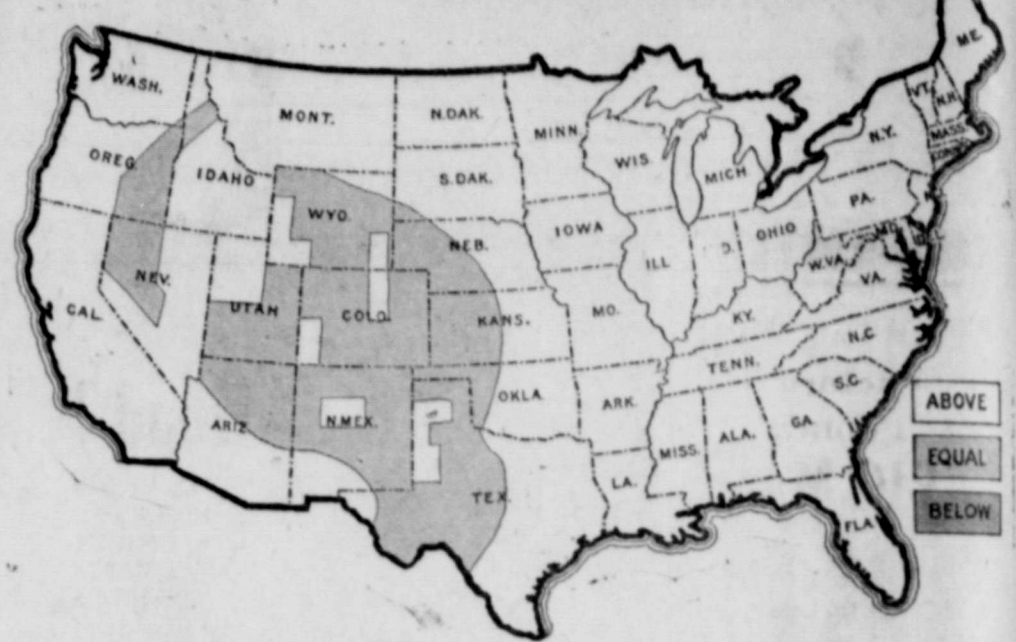 ME.
WASH.
VT.
N.H.
MONT.
N.DAK.
MINN.
N.Y.
MASS.
OREG.
IDAHO
S.DAK.
WIS.
MICH
PA.
WYO.
IOWA
NEB.
ILL
D.
OHIO
MD.
W.VA.
VA.
NEV.
CAL.
UTAH
COLO.
KANS.
MO.
KY.
N.C
TENN.
S.C.
ABOVE
ARIZ.
N.MEX.
OKLA.
ARK.
MISS.
ALA.
GA.
EQUAL
TEX.
LA.
FLA.
BELOW